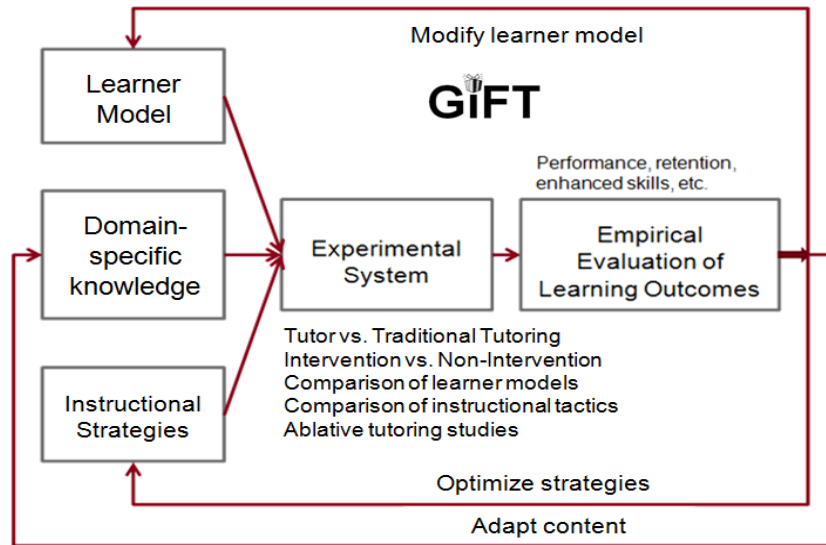 Modify learner model
Learner
Model
GiFT
Performance, retention,
enhanced skills, etc.
Domain-
specific
knowledge
Experimental
System
Empirical
Evaluation of
Learning Outcomes
Tutor vs. Traditional Tutoring
Intervention vs. Non-Intervention
Comparison of learner models
Comparison of instructional tactics
Ablative tutoring studies
Instructional
Strategies
Optimize strategies
Adapt content